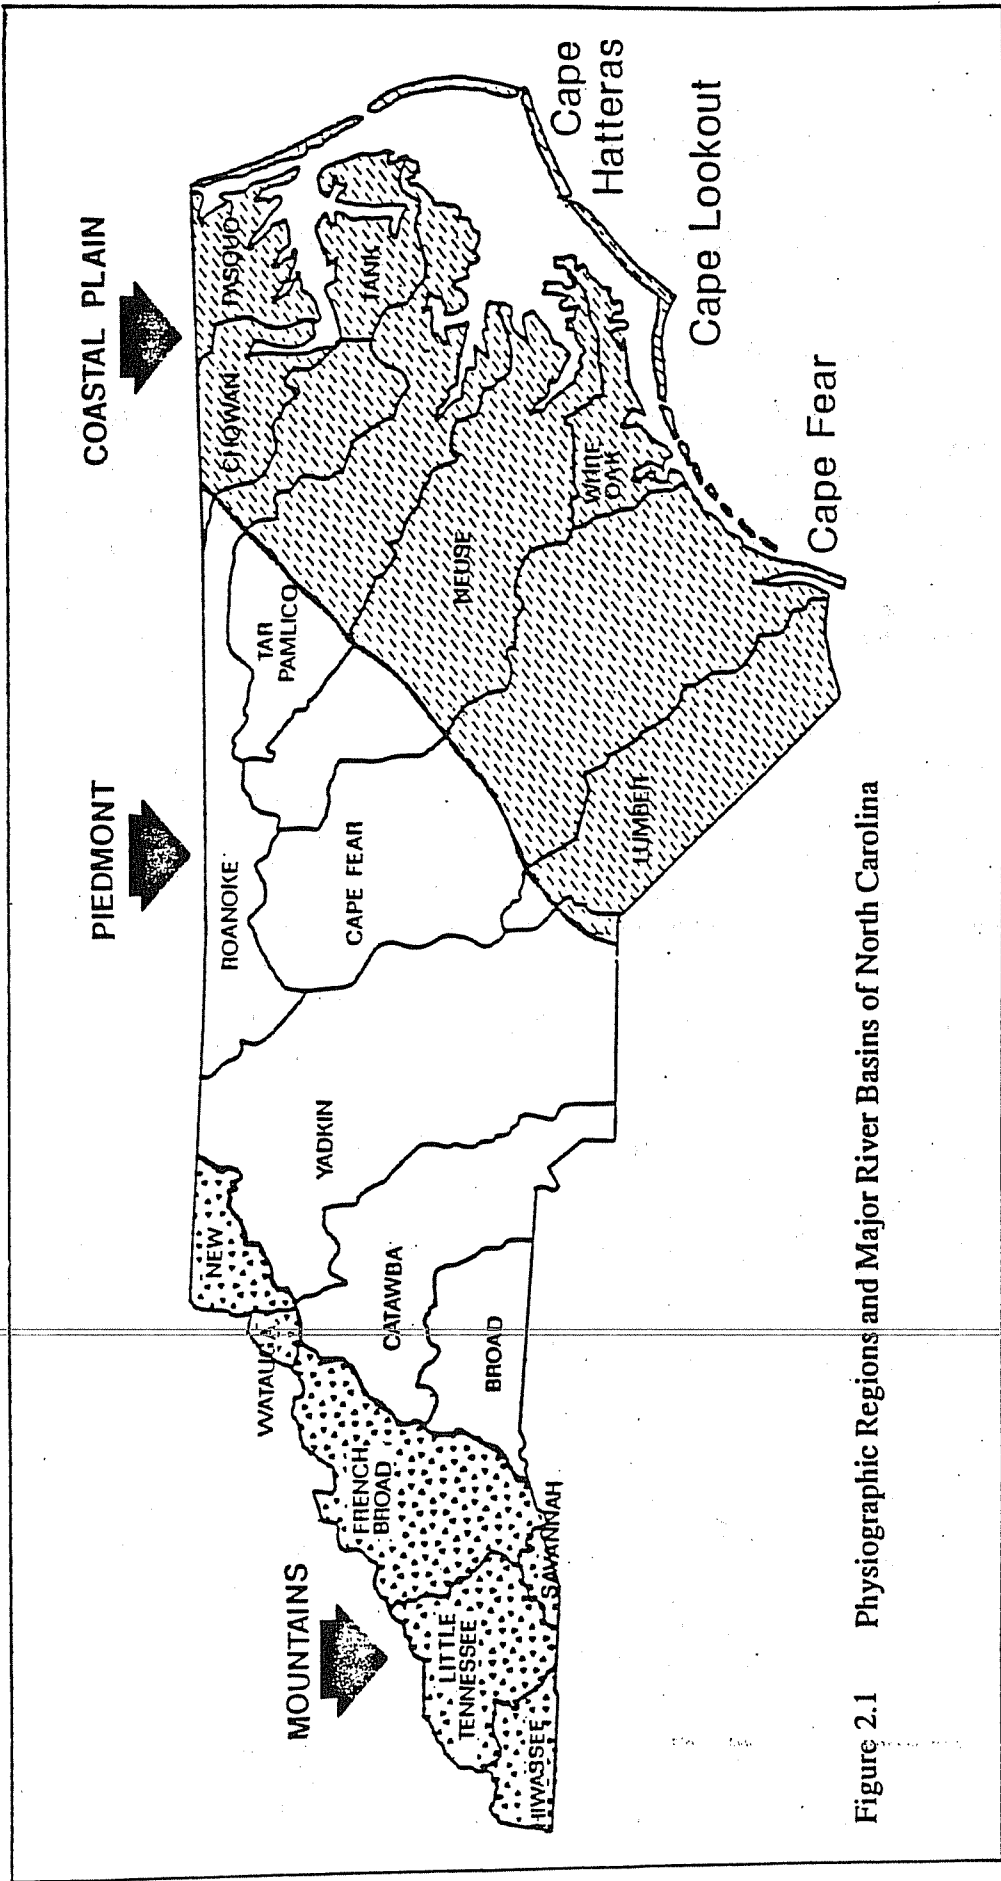 MOUNTAINS
PIEDMONT
COASTAL PLAIN
HIWASSEE
LITTLE
TENNESSEE
SAVANNAH
FRENCH
BROAD
WATAUGA
NEW
BROAD
CATAWBA
YADKIN
ROANOKE
CAPE FEAR
TAR
PAMLICO
LUMBER
NEUSE
WHITE
OAK
CHOWAN
PASQUO
TANK
Cape
Hatteras
Cape Lookout
Cape Fear
Figure 2.1 Physiographic Regions and Major River Basins of North Carolina